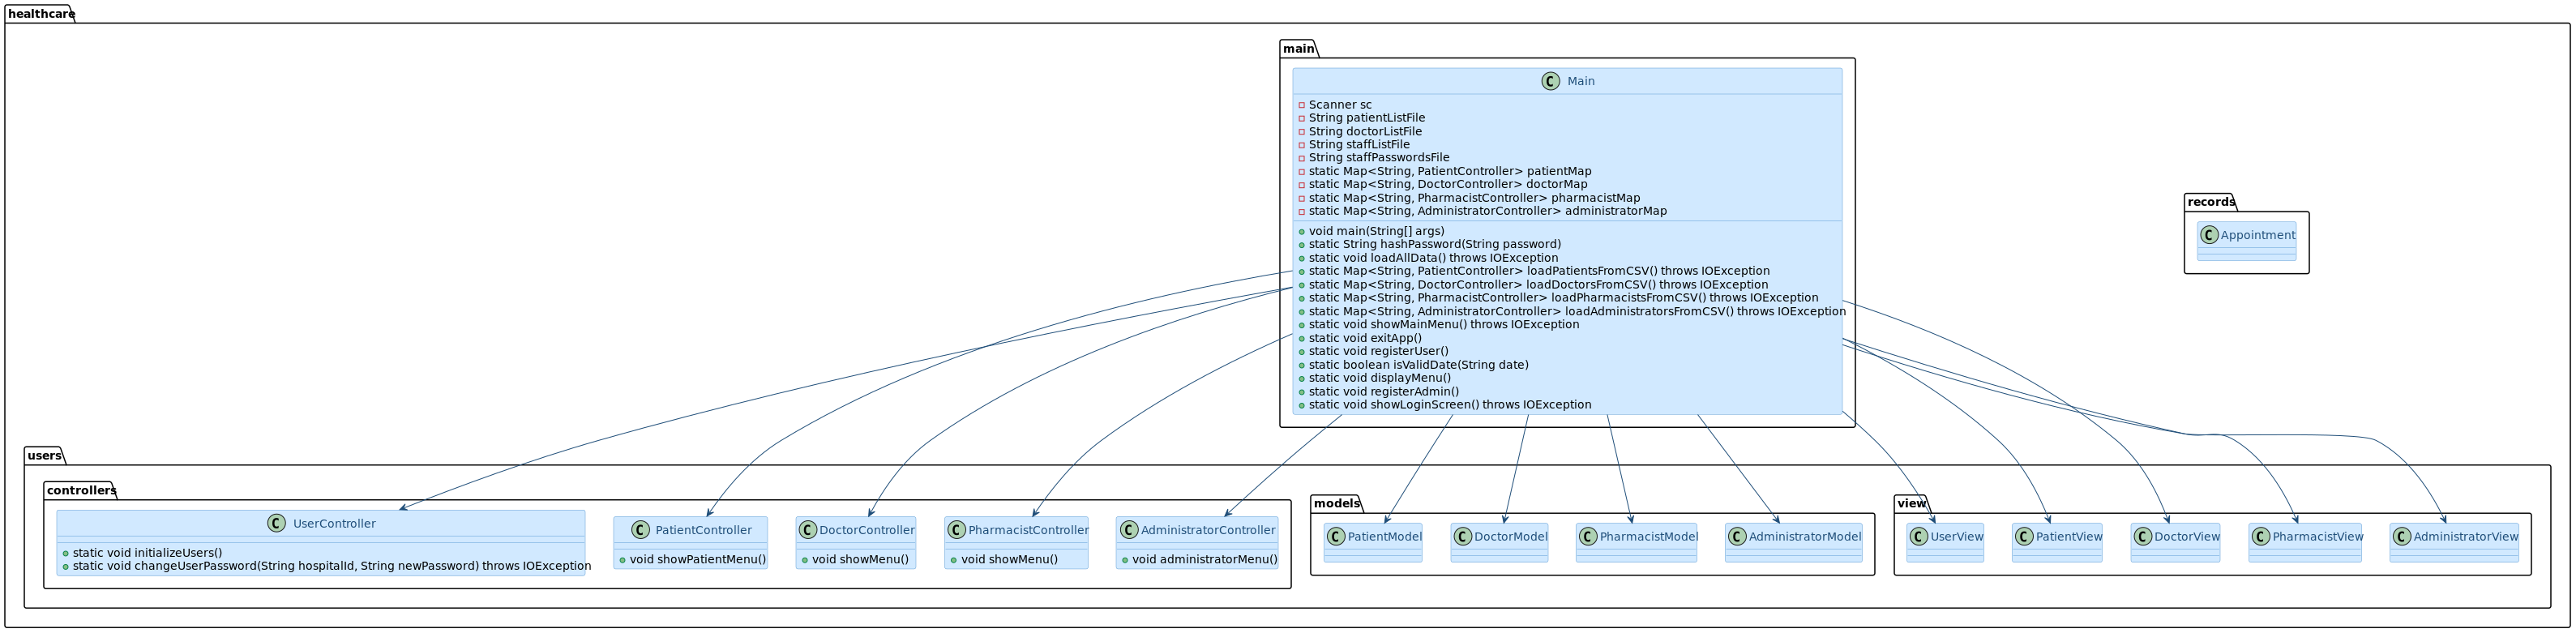 healthcare
main
C Main
Scanner sc
String patientListFile
String doctorListFile
String staffListFile
String staffPasswordsFile
static Map<String, PatientController> patientMap
static Map<String, DoctorController> doctorMap
static Map<String, PharmacistController> pharmacistMap
static Map<String, AdministratorController> administratorMap
void main(String[] args)
static String hashPassword(String password)
static void loadAllData() throws IOException
static Map<String, PatientController> loadPatientsFromCSV() throws IOException
static Map<String, DoctorController> loadDoctorsFromCSV() throws IOException
static Map<String, PharmacistController> loadPharmacistsFromCSV() throws IOException
static Map<String, AdministratorController> loadAdministratorsFromCSV() throws IOException
static void showMainMenu() throws IOException
static void exitApp()
static void registerUser()
static boolean isValidDate(String date)
static void displayMenu()
static void registerAdmin()
static void showLoginScreen() throws IOException
records
C Appointment
users
controllers
C UserController
static void initializeUsers()
static void changeUserPassword(String hospitalId, String newPassword) throws IOException
C PatientController
void showPatientMenu()
C DoctorController
void showMenu()
C PharmacistController
void showMenu()
C AdministratorController
void administratorMenu()
models
C PatientModel
C DoctorModel
C PharmacistModel
C AdministratorModel
view
C UserView
C PatientView
C DoctorView
C PharmacistView
C AdministratorView